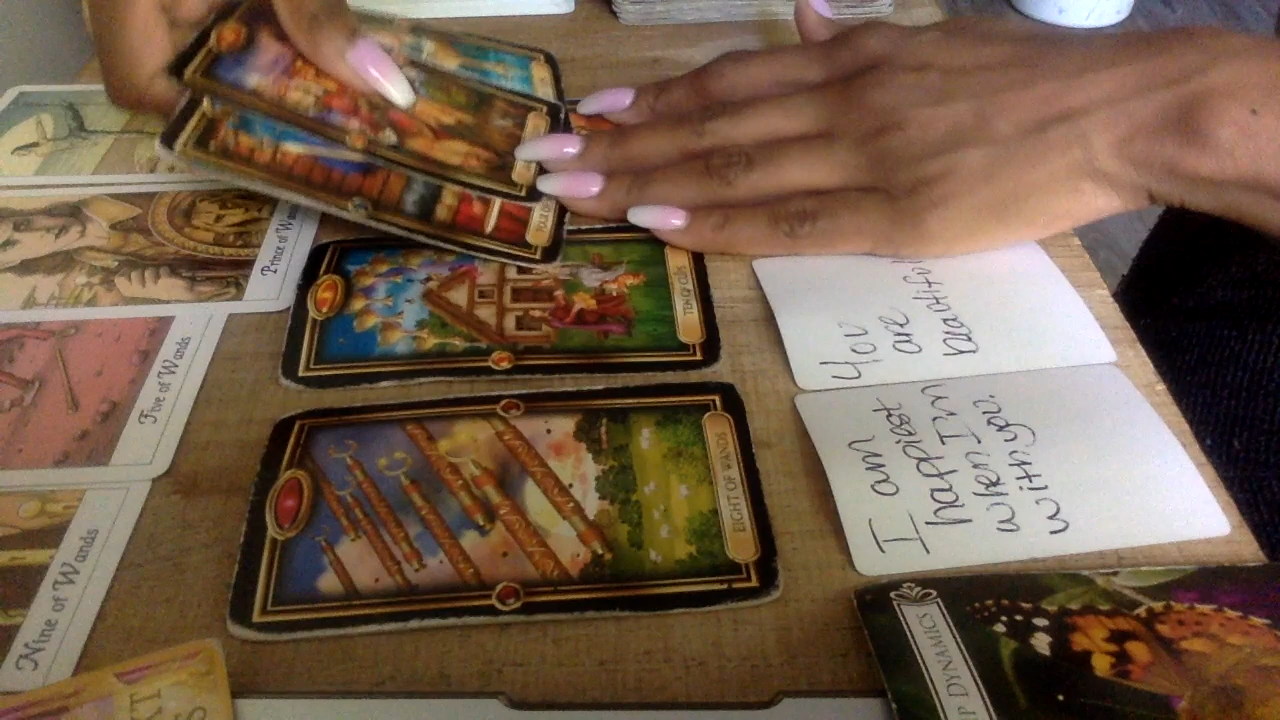 Prince of Wands
Five of Wands
Nine of Wands
TEN OF CUPS
EIGHT OF WANDS
You
are
beautiful
I am
happiest
when I'm
with you.
P DYNAMICS